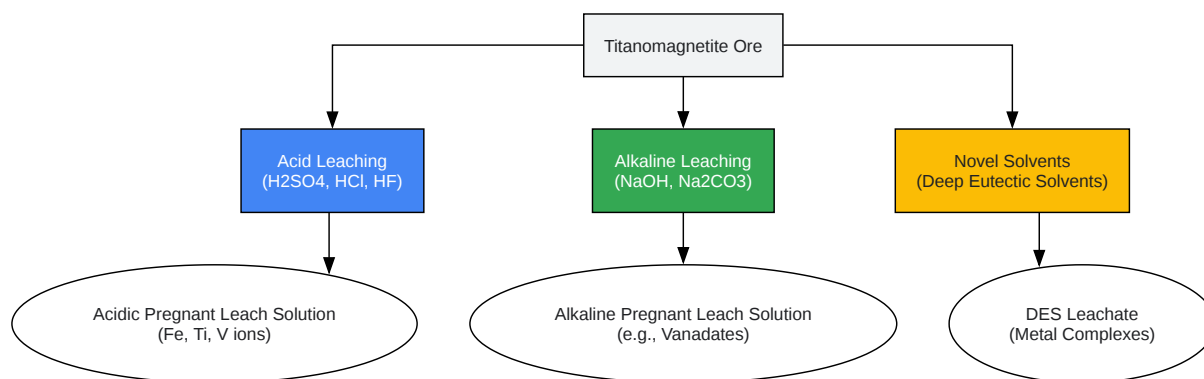 Titanomagnetite Ore
Acid Leaching
(H2SO4, HCl, HF)
Alkaline Leaching
(NaOH, Na2CO3)
Novel Solvents
(Deep Eutectic Solvents)
Acidic Pregnant Leach Solution
(Fe, Ti, V ions)
Alkaline Pregnant Leach Solution
(e.g., Vanadates)
DES Leachate
(Metal Complexes)